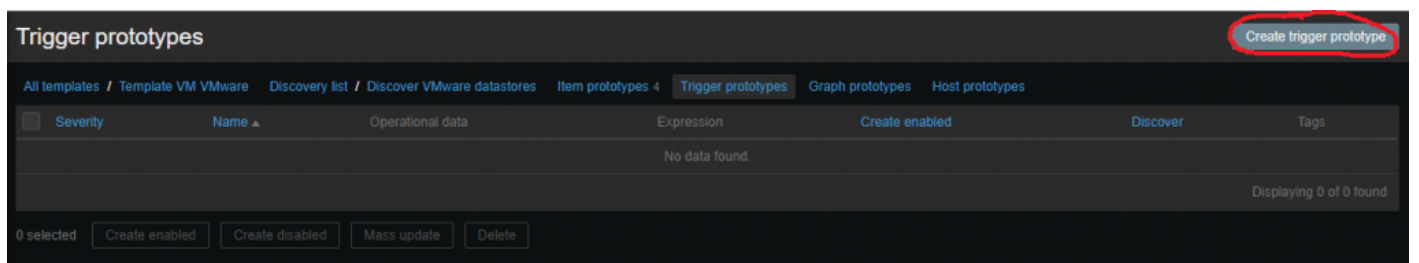 Trigger prototypes
Create trigger prototype
All templates / Template VM VMware Discovery list / Discover VMware datastores Item prototypes 4 Trigger prototypes Graph prototypes Host prototypes
Severity Name ▲ Operational data Expression Create enabled Discover Tags
No data found.
Displaying 0 of 0 found
0 selected Create enabled Create disabled Mass update Delete